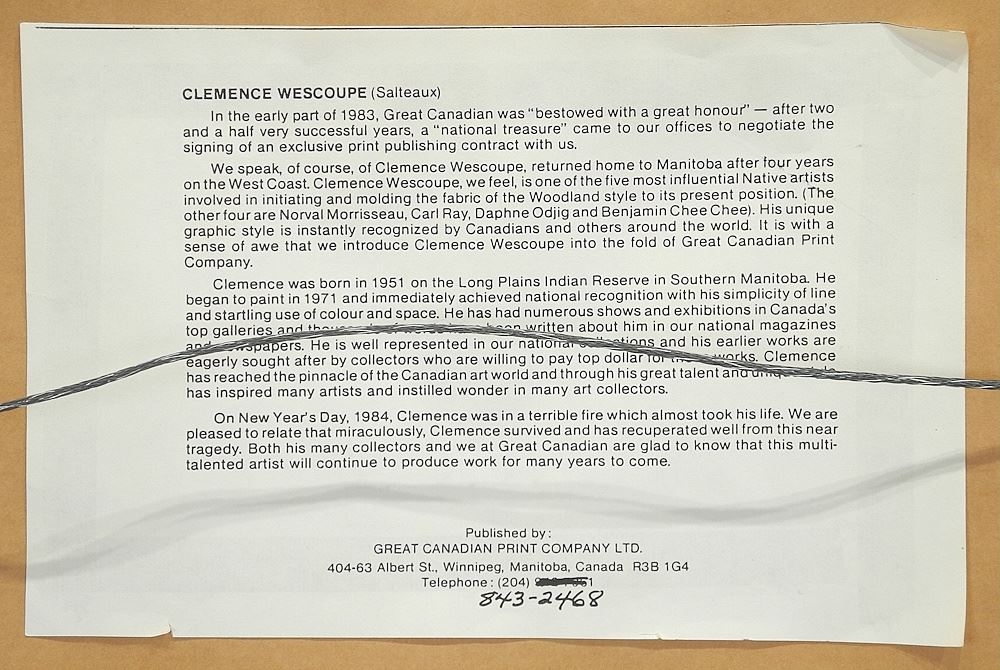 CLEMENCE WESCOUPE (Salteaux)
In the early part of 1983, Great Canadian was "bestowed with a great honour" — after two
and a half very successful years, a "national treasure" came to our offices to negotiate the
signing of an exclusive print publishing contract with us.
We speak, of course, of Clemence Wescoupe, returned home to Manitoba after four years
on the West Coast. Clemence Wescoupe, we feel, is one of the five most influential Native artists
involved in initiating and molding the fabric of the Woodland style to its present position. (The
other four are Norval Morrisseau, Carl Ray, Daphne Odjig and Benjamin Chee Chee). His unique
graphic style is instantly recognized by Canadians and others around the world. It is with a
sense of awe that we introduce Clemence Wescoupe into the fold of Great Canadian Print
Company.
Clemence was born in 1951 on the Long Plains Indian Reserve in Southern Manitoba. He
began to paint in 1971 and immediately achieved national recognition with his simplicity of line
and startling use of colour and space. He has had numerous shows and exhibitions in Canada's
top galleries and been written about him in our national magazines
and newspapers. He is well represented in our national and his earlier works are
eagerly sought after by collectors who are willing to pay top dollar for works. Clemence
has reached the pinnacle of the Canadian art world and through his great talent and
has inspired many artists and instilled wonder in many art collectors.
On New Year's Day, 1984, Clemence was in a terrible fire which almost took his life. We are
pleased to relate that miraculously, Clemence survived and has recuperated well from this near
tragedy. Both his many collectors and we at Great Canadian are glad to know that this multi-
talented artist will continue to produce work for many years to come.
Published by:
GREAT CANADIAN PRINT COMPANY LTD.
404-63 Albert St., Winnipeg, Manitoba, Canada R3B 1G4
Telephone: (204)
843-2468